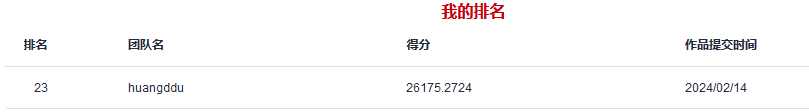 我的排名
排名 团队名 得分 作品提交时间
23 huangddu 26175.2724 2024/02/14